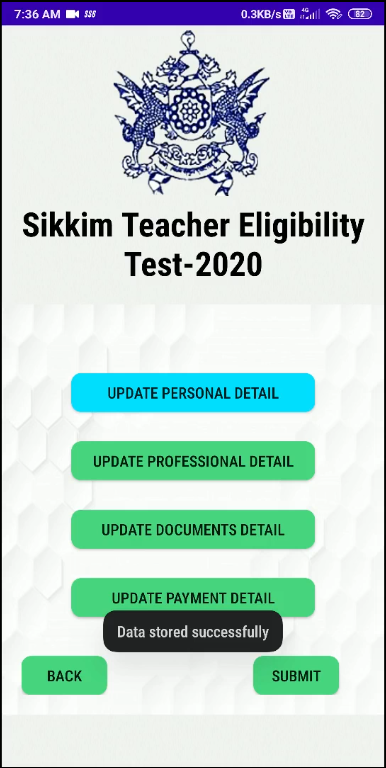 7:36 AM
0.3KB/s
4G
82
Sikkim Teacher Eligibility
Test-2020
UPDATE PERSONAL DETAIL
UPDATE PROFESSIONAL DETAIL
UPDATE DOCUMENTS DETAIL
UPDATE PAYMENT DETAIL
Data stored successfully
BACK
SUBMIT